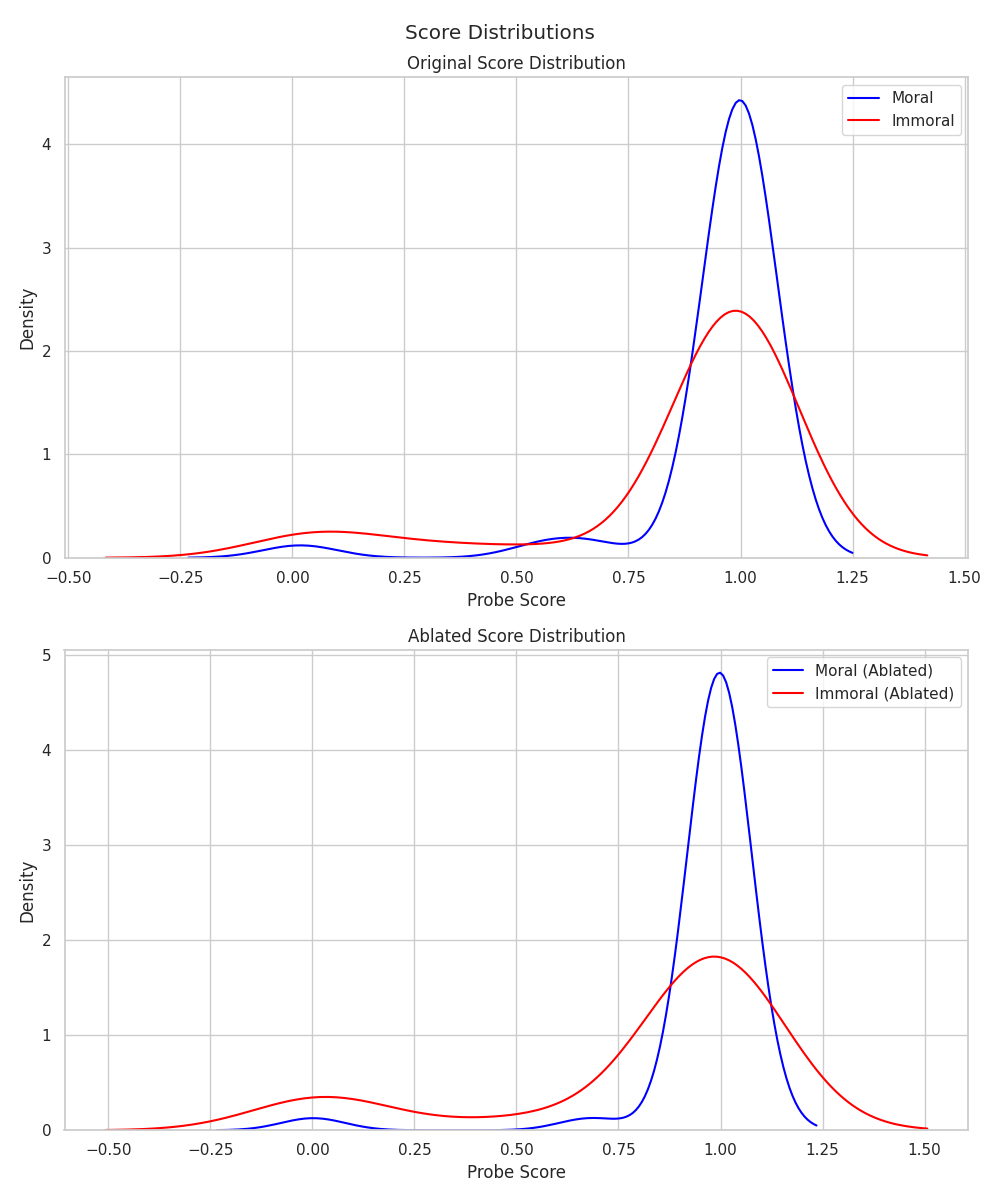 Score Distributions
Original Score Distribution
Moral
Immoral
Density
4
3
2
1
0
−0.50 −0.25 0.00 0.25 0.50 0.75 1.00 1.25 1.50
Probe Score
Ablated Score Distribution
Moral (Ablated)
Immoral (Ablated)
Density
5
4
3
2
1
0
−0.50 −0.25 0.00 0.25 0.50 0.75 1.00 1.25 1.50
Probe Score